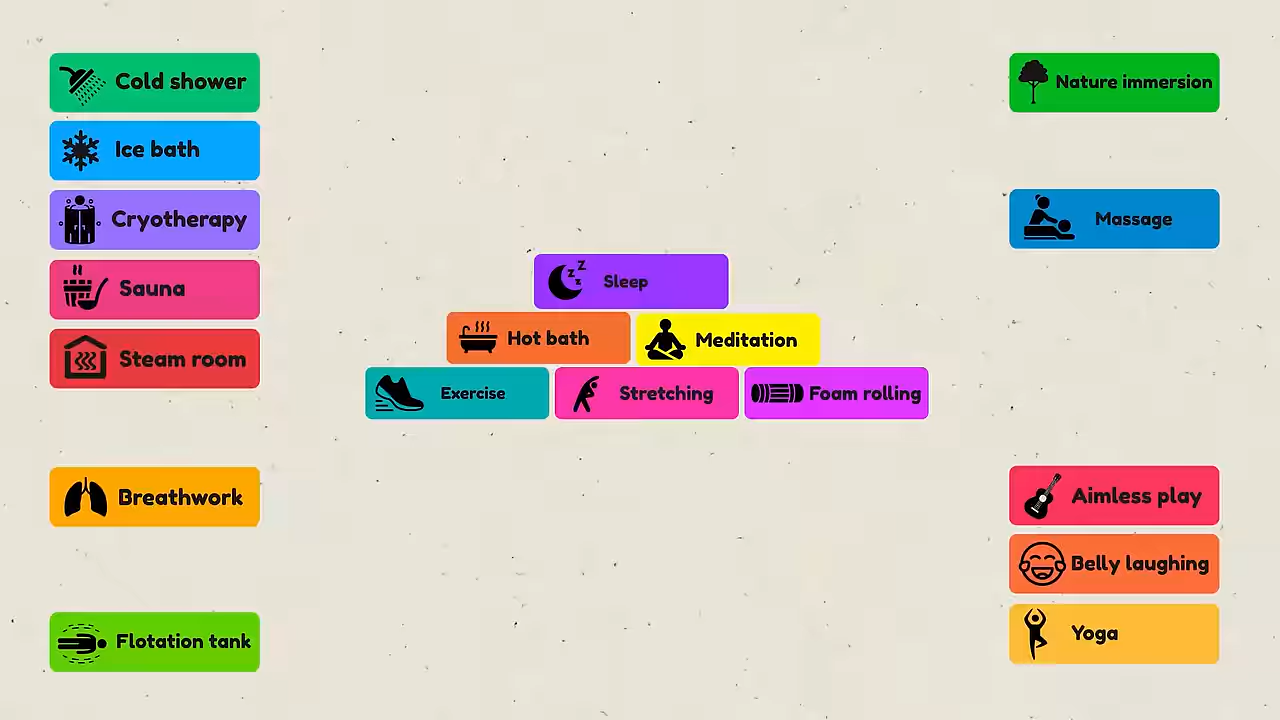 Cold shower
Ice bath
Cryotherapy
Sauna
Steam room
Breathwork
Flotation tank
z z Z
Sleep
Hot bath
Meditation
Exercise
Stretching
Foam rolling
Nature immersion
Massage
Aimless play
Belly laughing
Yoga